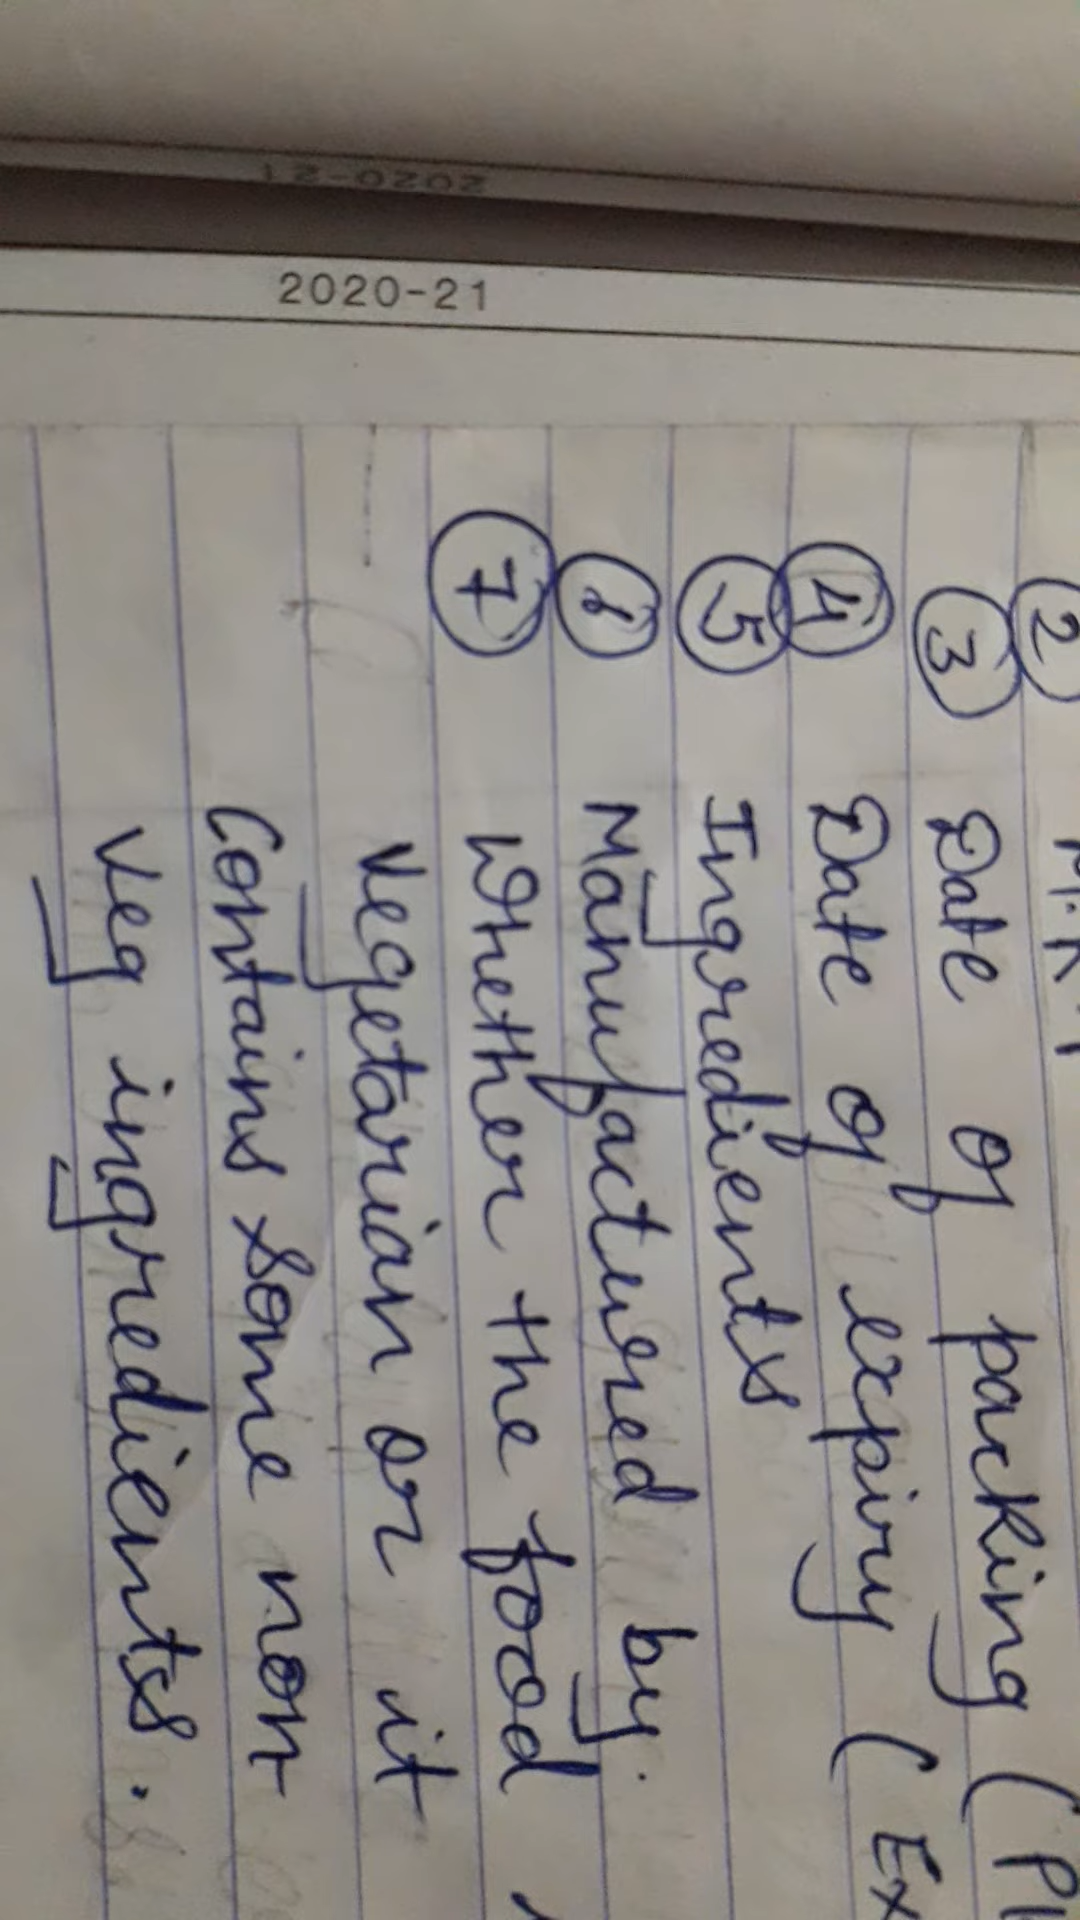 2020-21
2020-21
② M.R.
③ Date of packing (
④ Date of expiry ( Ex
⑤ Ingredients
⑥ Manufactured by.
⑦ Whether the food
vegetarian or it
Contains some non
veg ingredients.